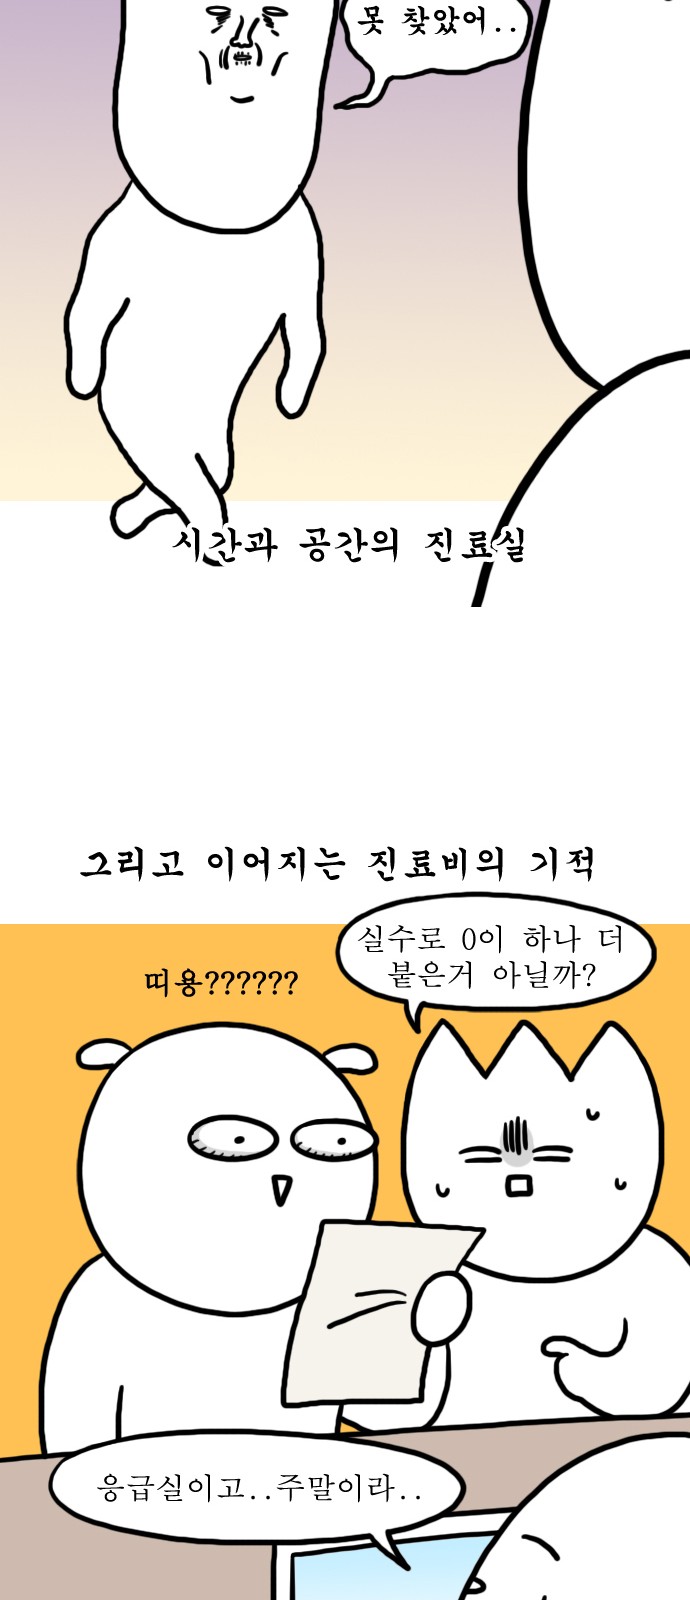 못 찾았어..
시간과 공간의 진료실
그리고 이어지는 진료비의 기적
실수로 0이 하나 더
붙은거 아닐까?
띠용??????
응급실이고..주말이라..